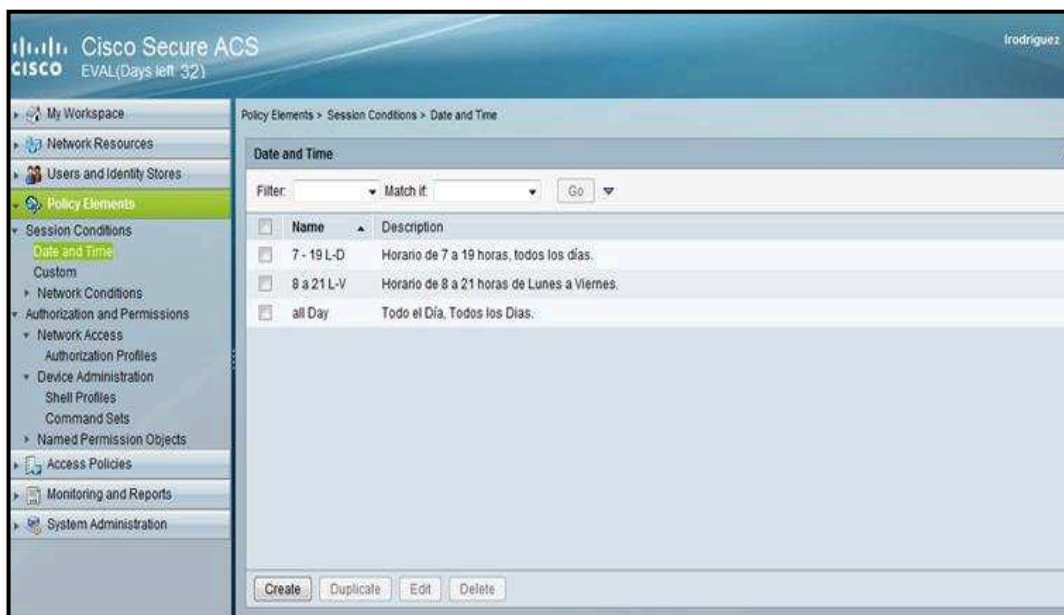 Cisco Secure ACS
CISCO EVAL(Days left 32)
lrodriguez
My Workspace
Network Resources
Users and Identity Stores
Policy Elements
Session Conditions
Date and Time
Custom
Network Conditions
Authorization and Permissions
Network Access
Authorization Profiles
Device Administration
Shell Profiles
Command Sets
Named Permission Objects
Access Policies
Monitoring and Reports
System Administration
Policy Elements > Session Conditions > Date and Time
Date and Time
Filter: Match if: Go
Name Description
7 - 19 L-D Horario de 7 a 19 horas, todos los días.
8 a 21 L-V Horario de 8 a 21 horas de Lunes a Viernes.
all Day Todo el Día, Todos los Dias.
Create Duplicate Edit Delete